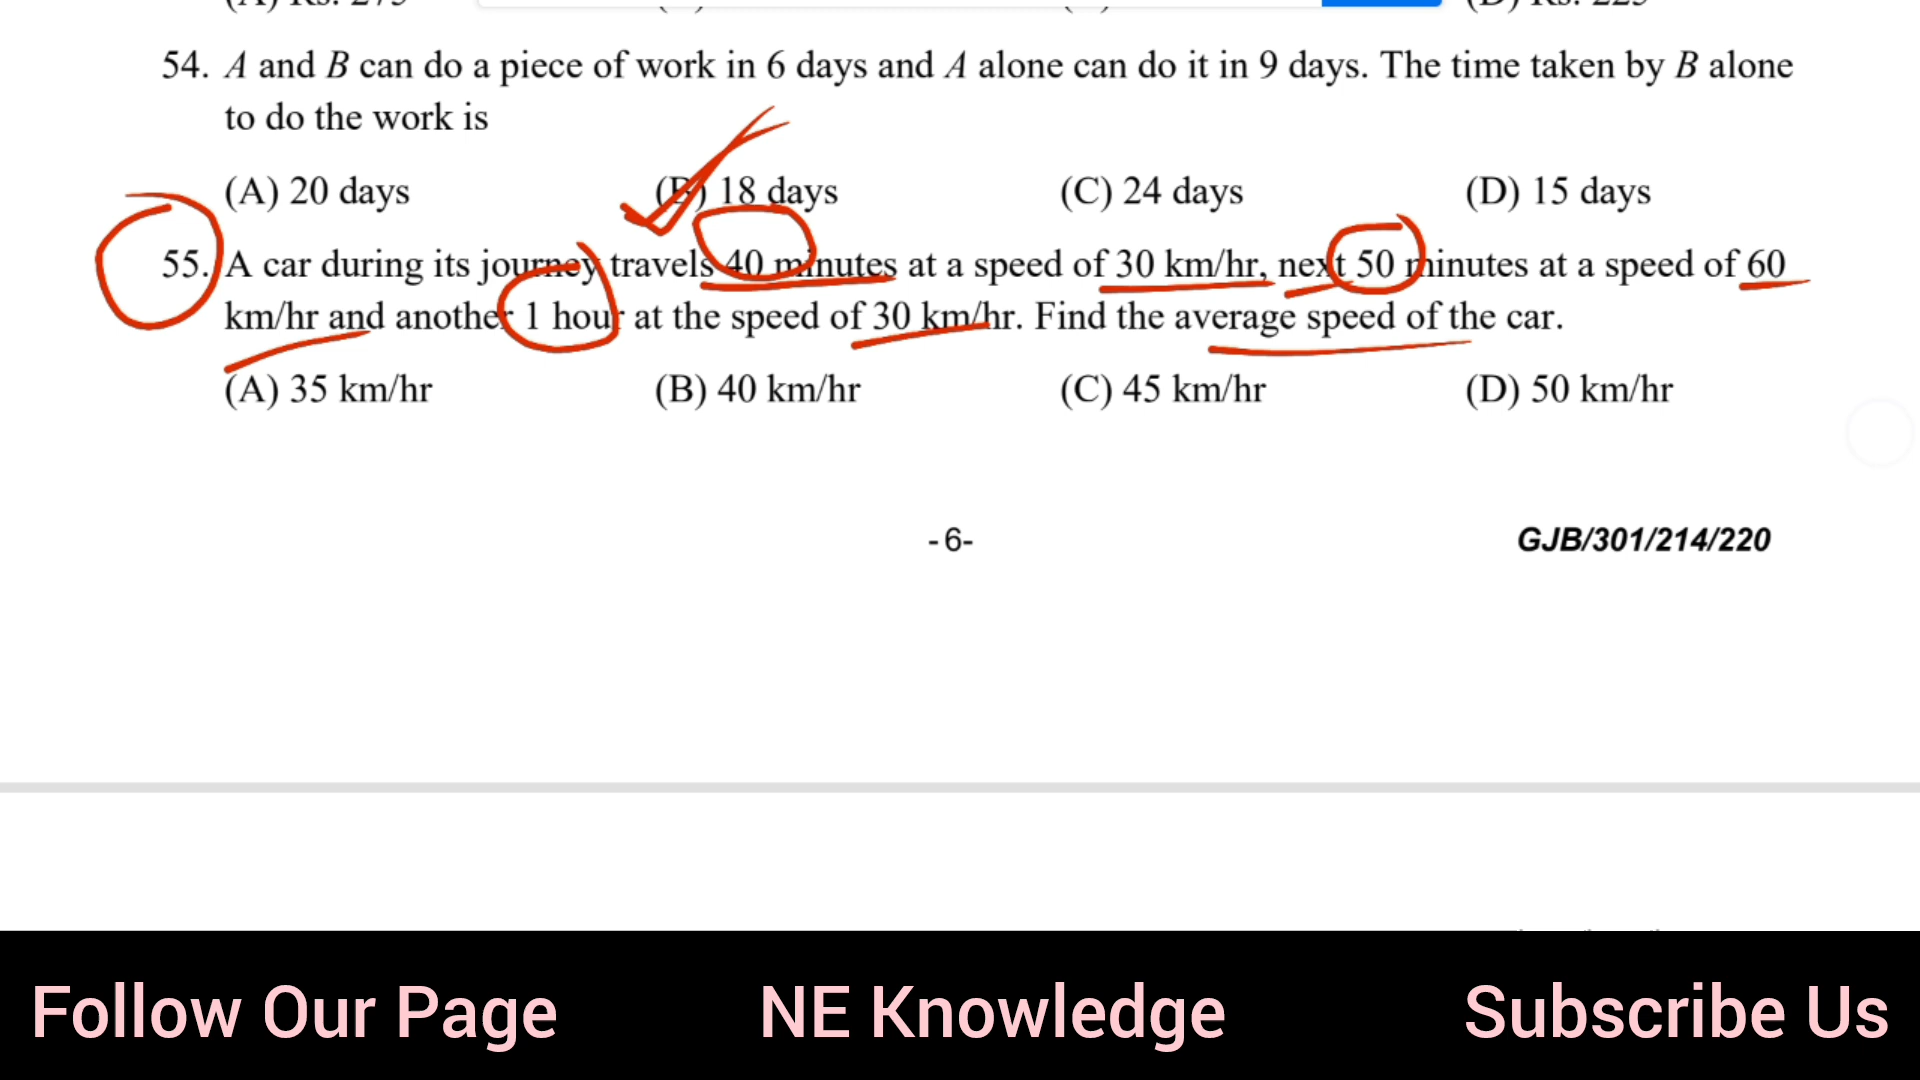 54. A and B can do a piece of work in 6 days and A alone can do it in 9 days. The time taken by B alone
to do the work is
(A) 20 days (B) 18 days (C) 24 days (D) 15 days
55. A car during its journey travels 40 minutes at a speed of 30 km/hr, next 50 minutes at a speed of 60
km/hr and another 1 hour at the speed of 30 km/hr. Find the average speed of the car.
(A) 35 km/hr (B) 40 km/hr (C) 45 km/hr (D) 50 km/hr
-6- GJB/301/214/220
Follow Our Page NE Knowledge Subscribe Us